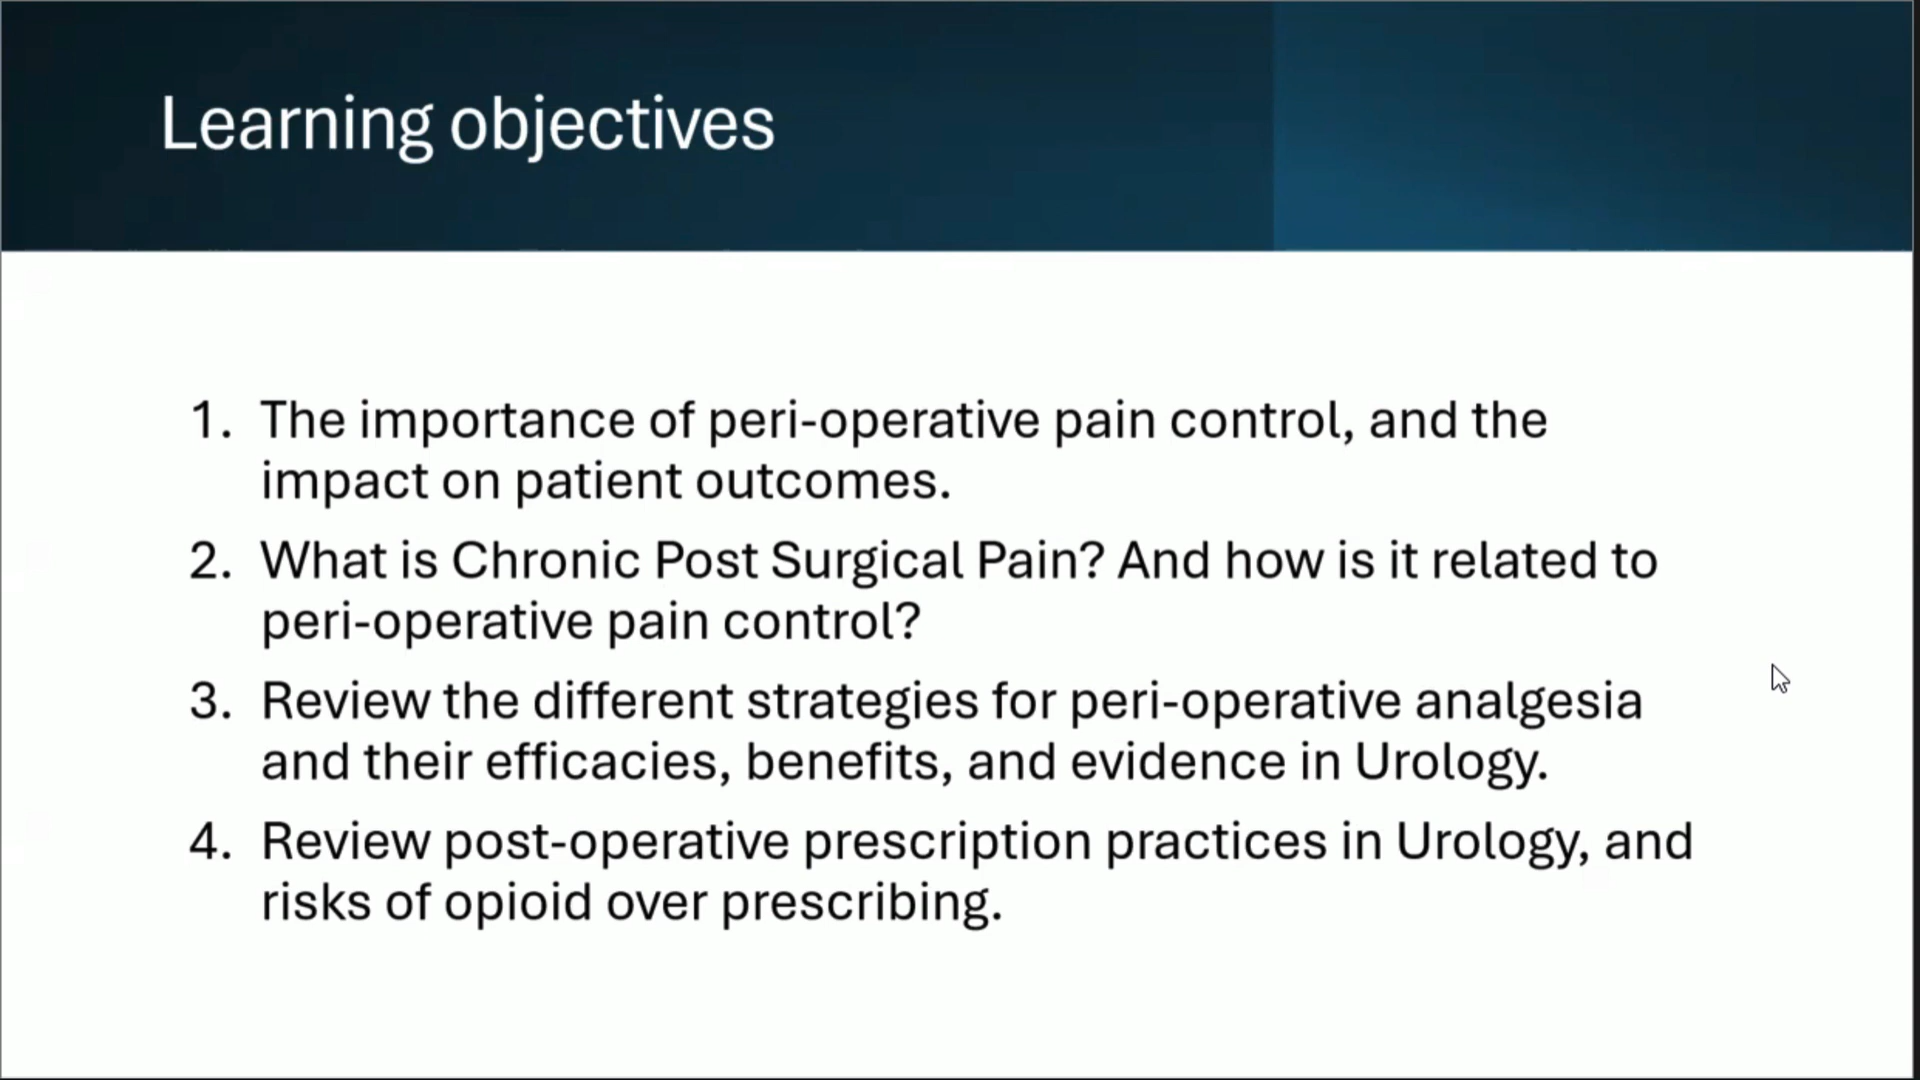 Learning objectives
1. The importance of peri-operative pain control, and the
impact on patient outcomes.
2. What is Chronic Post Surgical Pain? And how is it related to
peri-operative pain control?
3. Review the different strategies for peri-operative analgesia
and their efficacies, benefits, and evidence in Urology.
4. Review post-operative prescription practices in Urology, and
risks of opioid over prescribing.